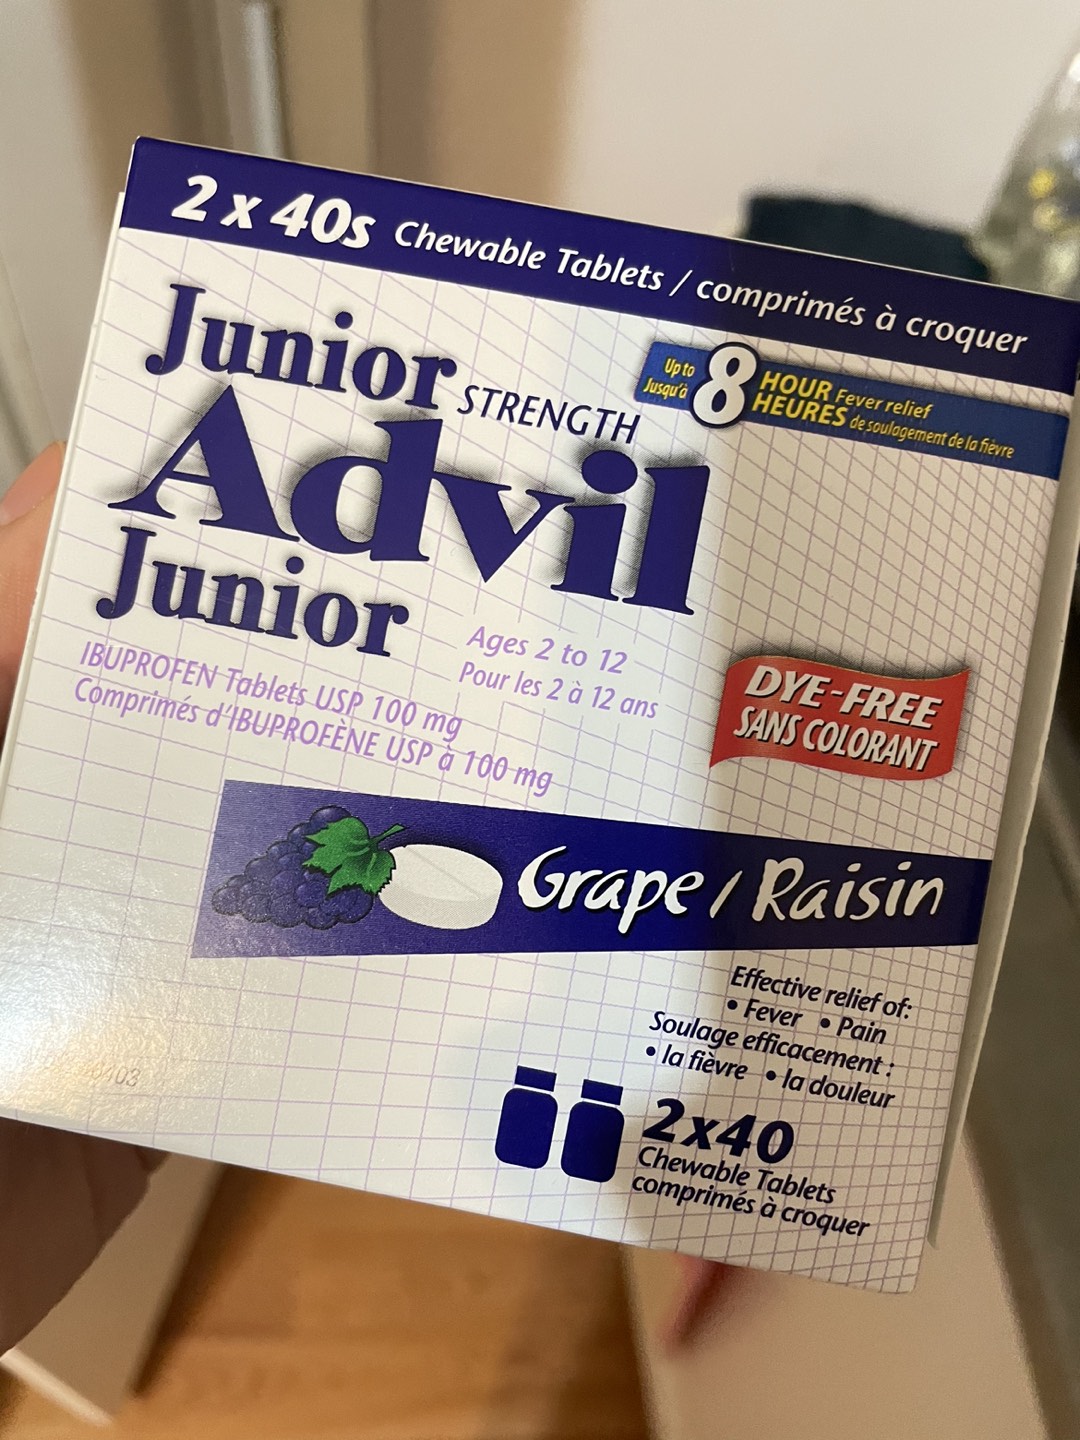 2 x 40s Chewable Tablets / comprimés à croquer
Up to
Jusqu'à
8
HOUR Fever relief
HEURES de soulagement de la fièvre
Junior STRENGTH
Advil
Junior
Ages 2 to 12
Pour les 2 à 12 ans
IBUPROFEN Tablets USP 100 mg
Comprimés d'IBUPROFÈNE USP à 100 mg
DYE-FREE
SANS COLORANT
Grape / Raisin
Effective relief of:
• Fever • Pain
Soulage efficacement :
• la fièvre • la douleur
2x40
Chewable Tablets
comprimés à croquer